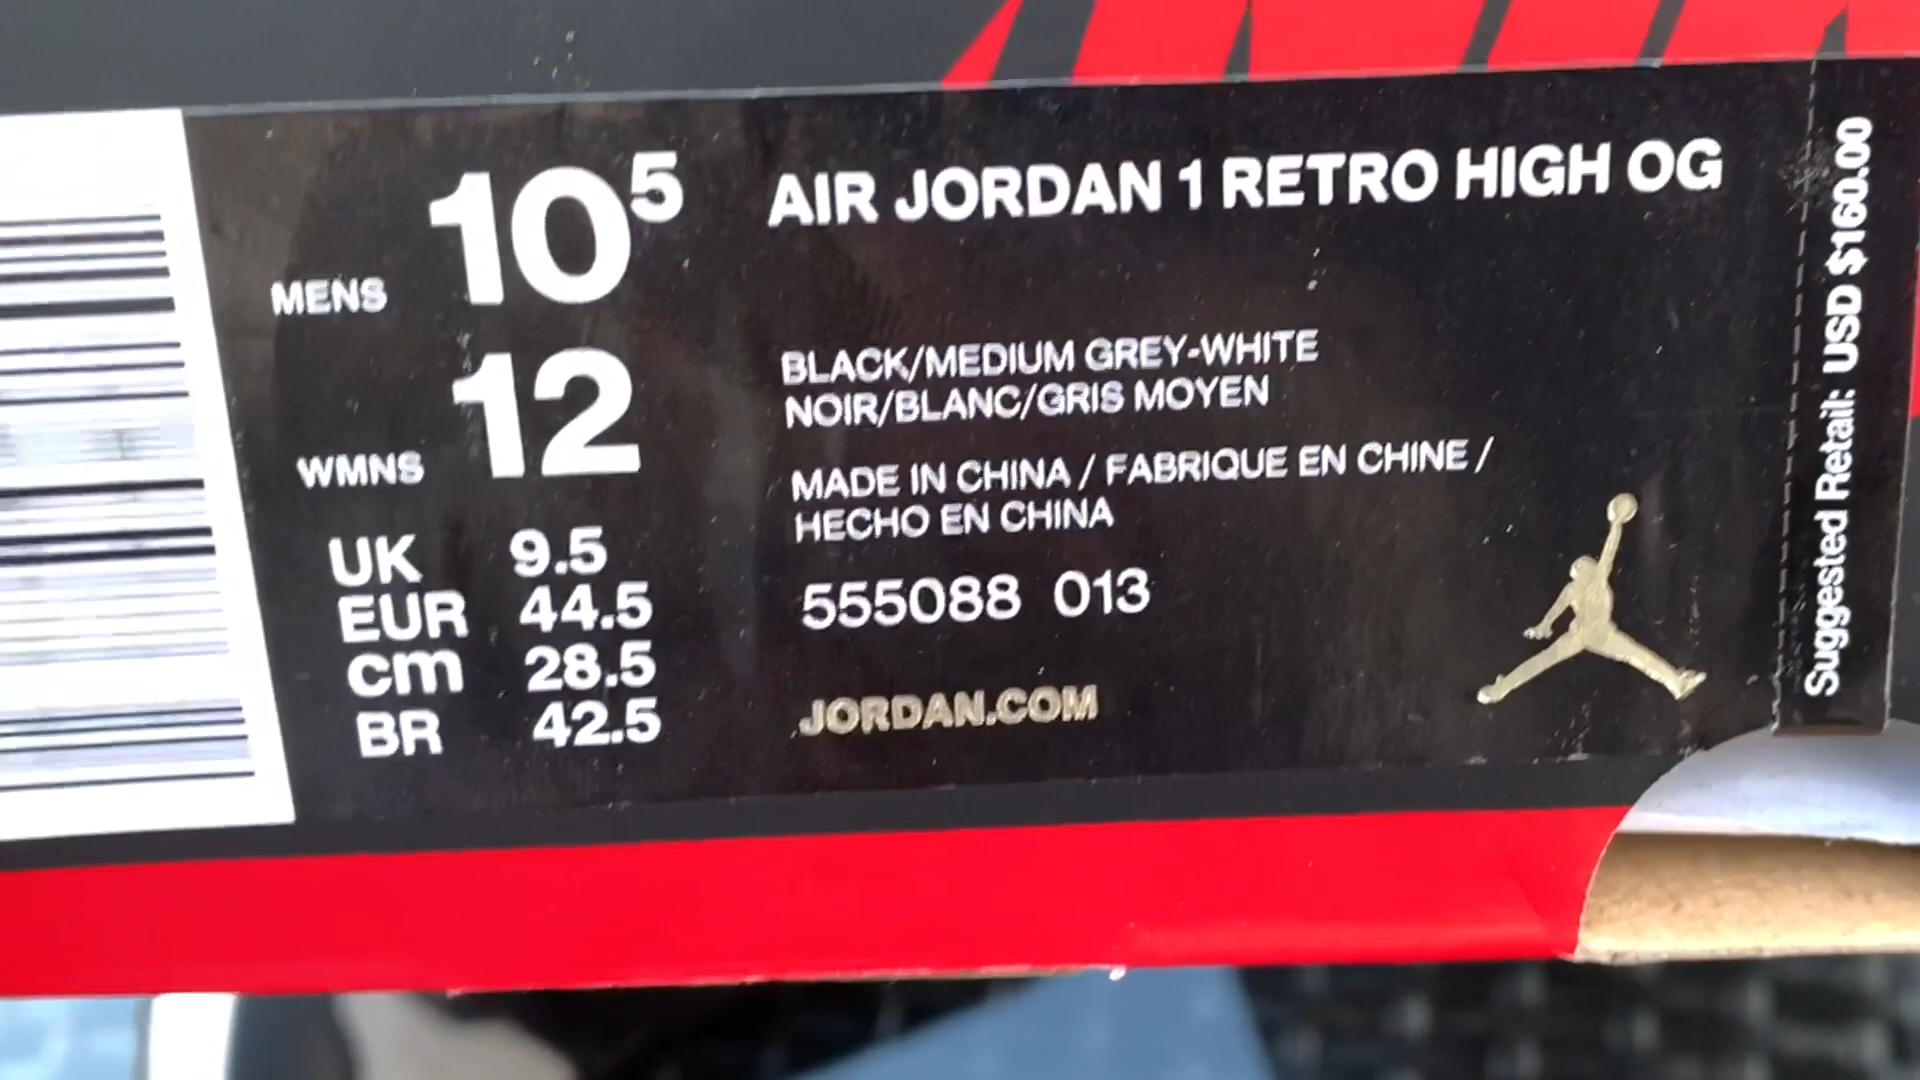 MENS 10⁵
WMNS 12
UK 9.5
EUR 44.5
cm 28.5
BR 42.5
AIR JORDAN 1 RETRO HIGH OG
BLACK/MEDIUM GREY-WHITE
NOIR/BLANC/GRIS MOYEN
MADE IN CHINA / FABRIQUE EN CHINE /
HECHO EN CHINA
555088 013
JORDAN.COM
Suggested Retail: USD $160.00